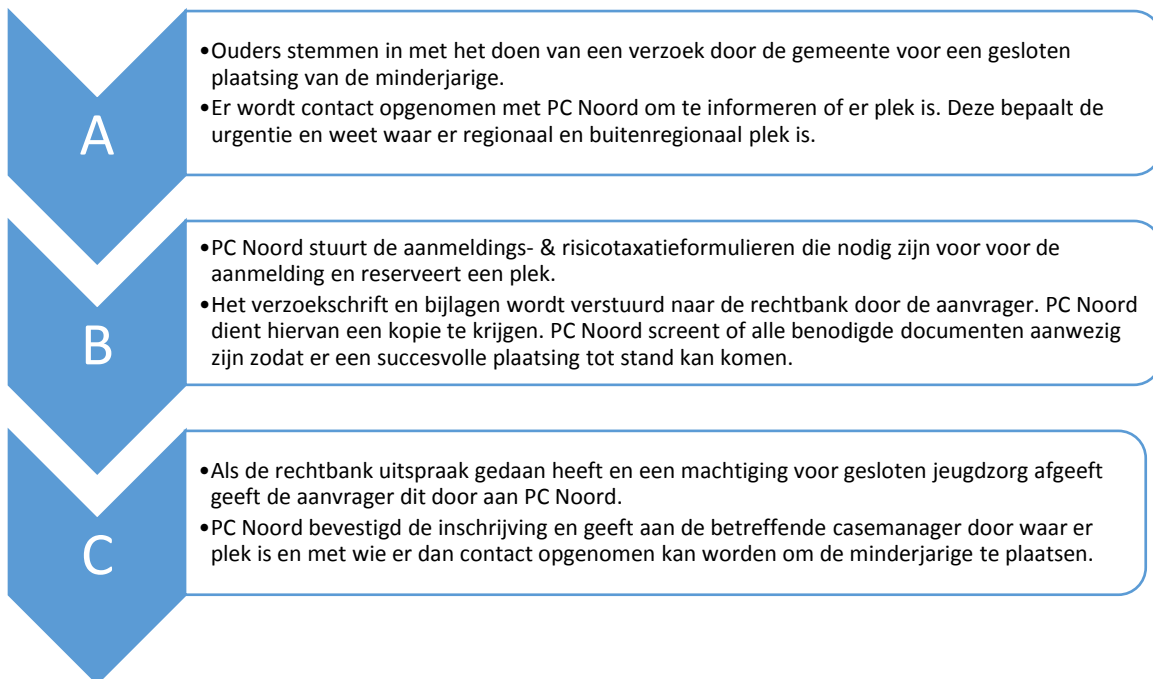 A
•Ouders stemmen in met het doen van een verzoek door de gemeente voor een gesloten
plaatsing van de minderjarige.
•Er wordt contact opgenomen met PC Noord om te informeren of er plek is. Deze bepaalt de
urgentie en weet waar er regionaal en buitenregionaal plek is.
B
•PC Noord stuurt de aanmeldings- & risicotaxatieformulieren die nodig zijn voor voor de
aanmelding en reserveert een plek.
•Het verzoekschrift en bijlagen wordt verstuurd naar de rechtbank door de aanvrager. PC Noord
dient hiervan een kopie te krijgen. PC Noord screent of alle benodigde documenten aanwezig
zijn zodat er een succesvolle plaatsing tot stand kan komen.
C
•Als de rechtbank uitspraak gedaan heeft en een machtiging voor gesloten jeugdzorg afgeeft
geeft de aanvrager dit door aan PC Noord.
•PC Noord bevestigd de inschrijving en geeft aan de betreffende casemanager door waar er
plek is en met wie er dan contact opgenomen kan worden om de minderjarige te plaatsen.